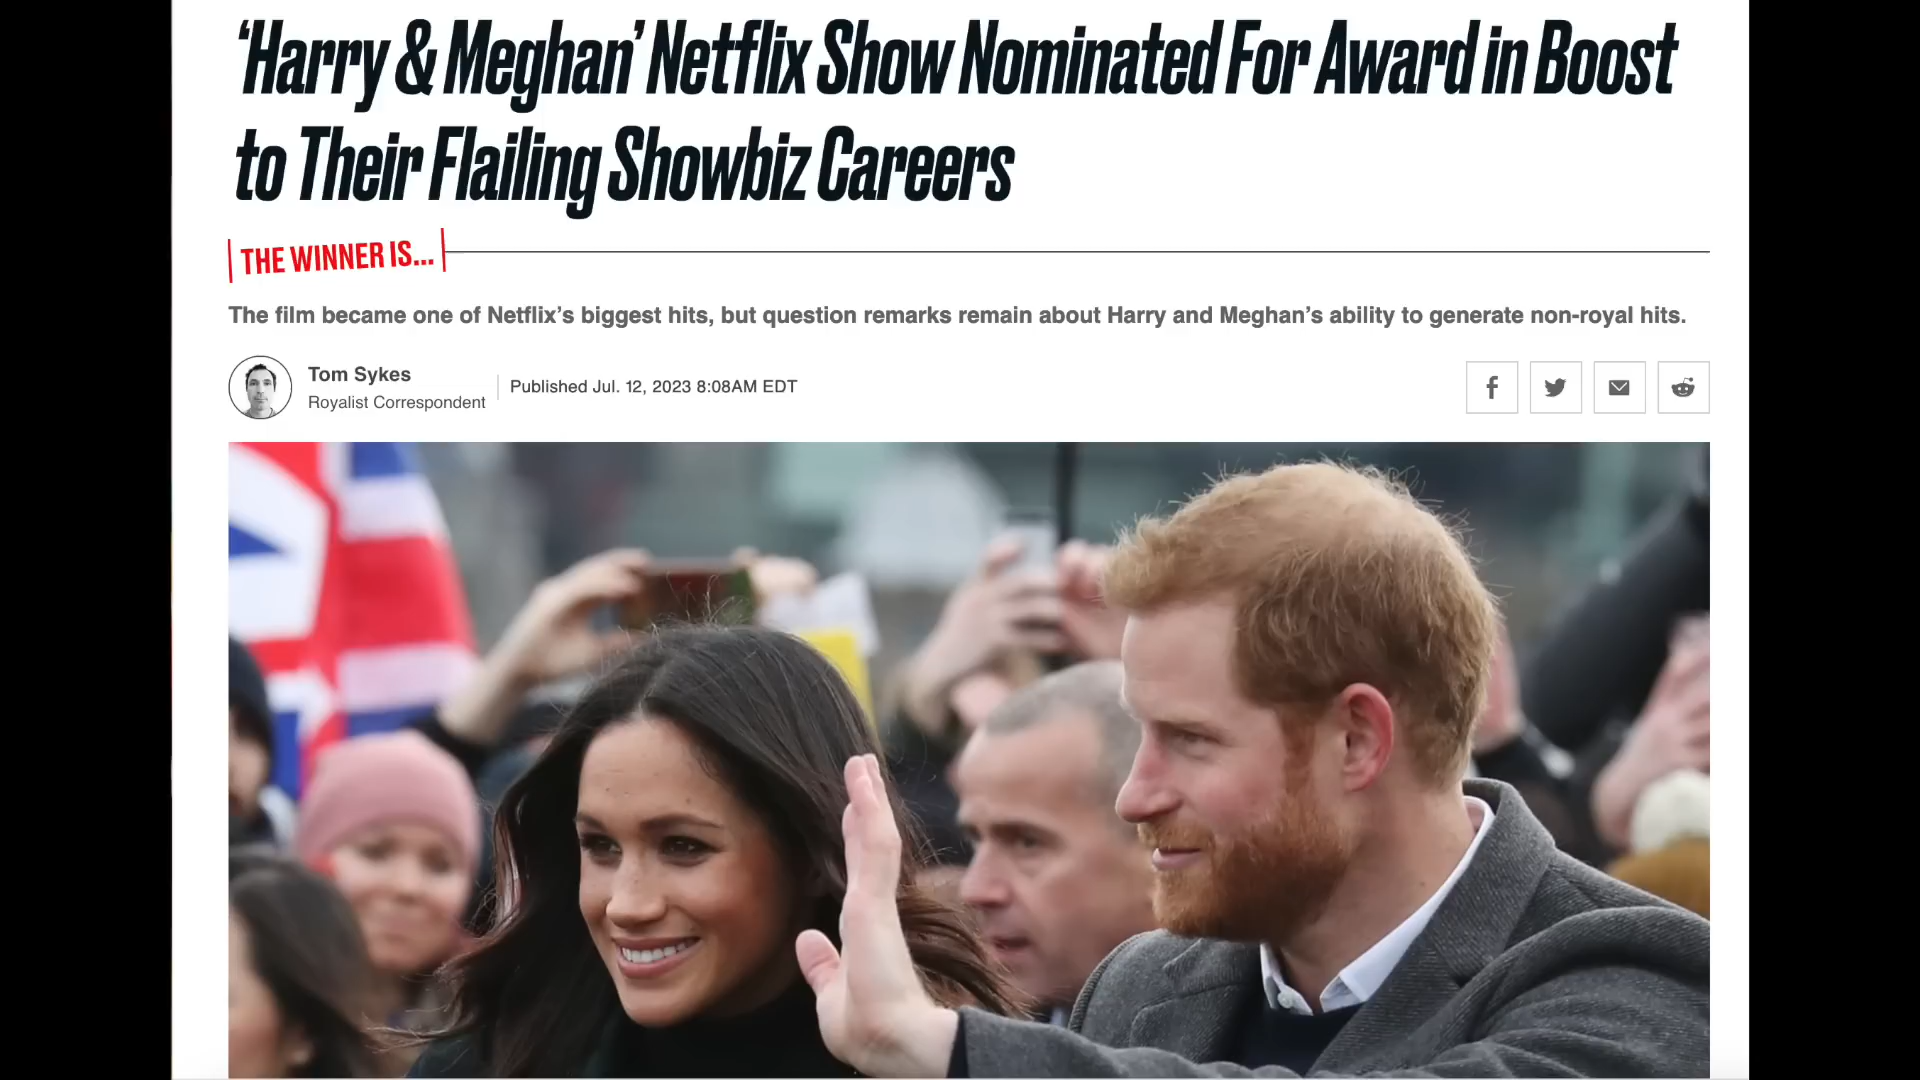 ‘Harry & Meghan’ Netflix Show Nominated For Award in Boost
to Their Flailing Showbiz Careers
THE WINNER IS...
The film became one of Netflix’s biggest hits, but question remarks remain about Harry and Meghan’s ability to generate non-royal hits.
Tom Sykes
Royalist Correspondent
Published Jul. 12, 2023 8:08AM EDT